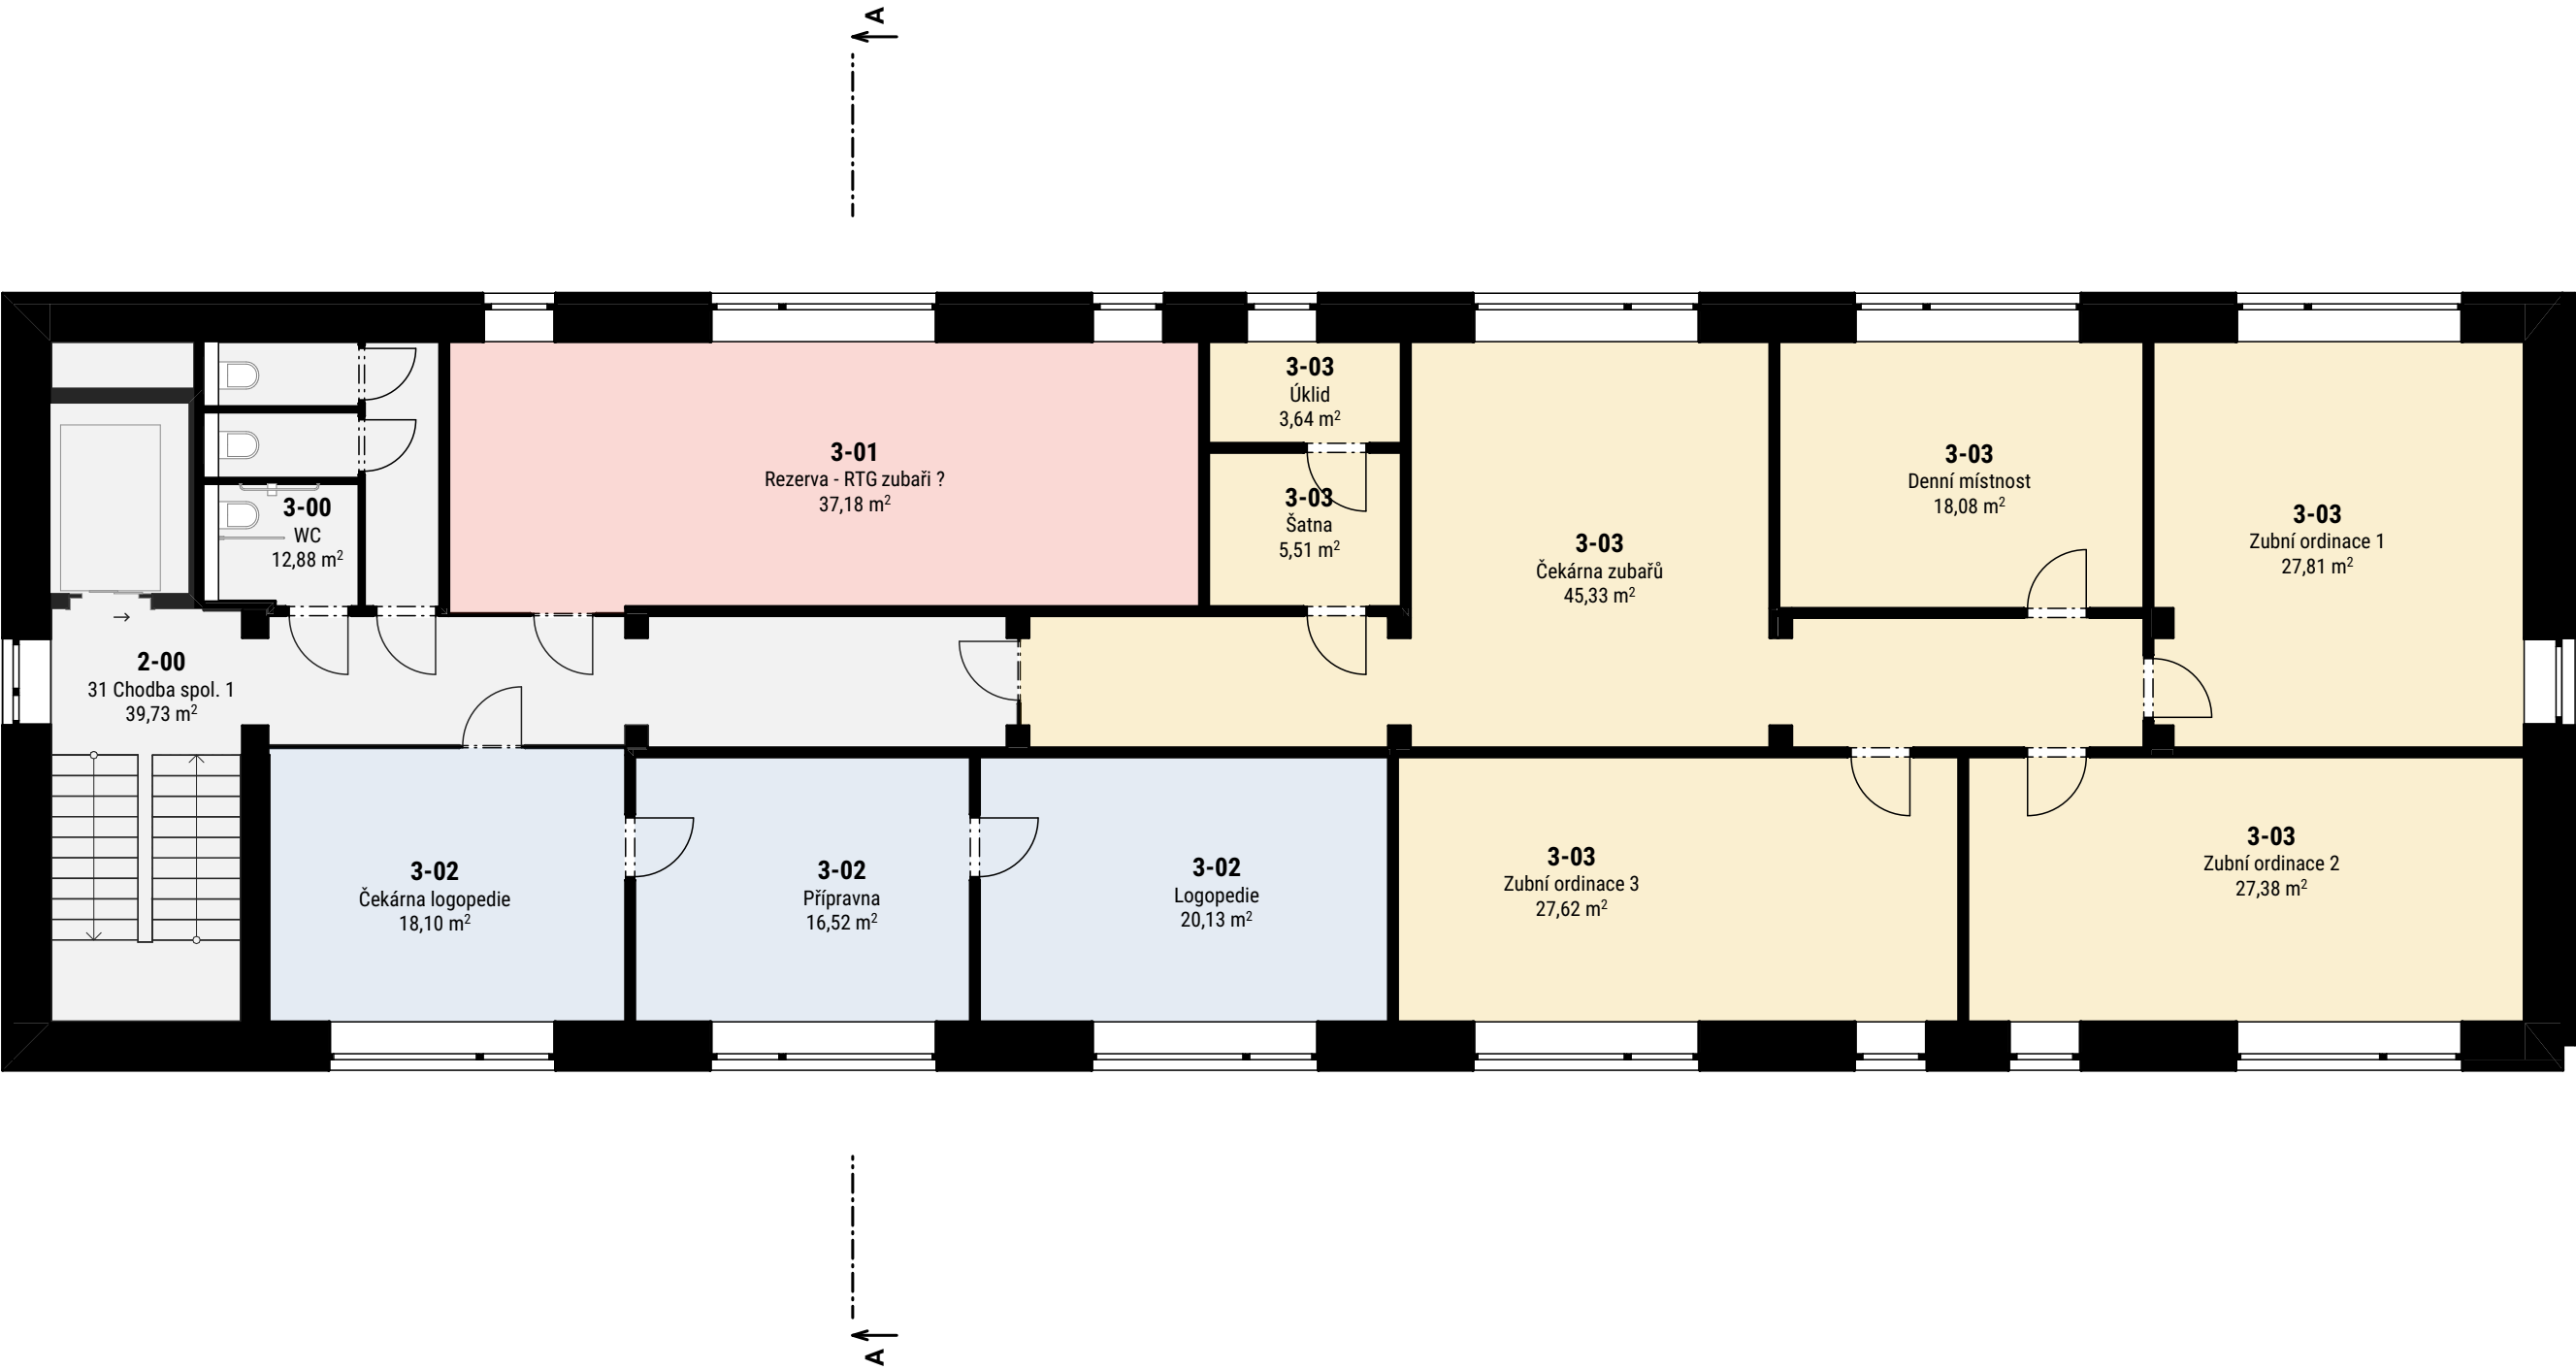 A
3-01
Rezerva - RTG zubaři ?
37,18 m²
3-03
Úklid
3,64 m²
3-03
Šatna
5,51 m²
3-03
Čekárna zubařů
45,33 m²
3-03
Denní místnost
18,08 m²
3-03
Zubní ordinace 1
27,81 m²
3-00
WC
12,88 m²
2-00
31 Chodba spol. 1
39,73 m²
3-02
Čekárna logopedie
18,10 m²
3-02
Přípravna
16,52 m²
3-02
Logopedie
20,13 m²
3-03
Zubní ordinace 3
27,62 m²
3-03
Zubní ordinace 2
27,38 m²
A